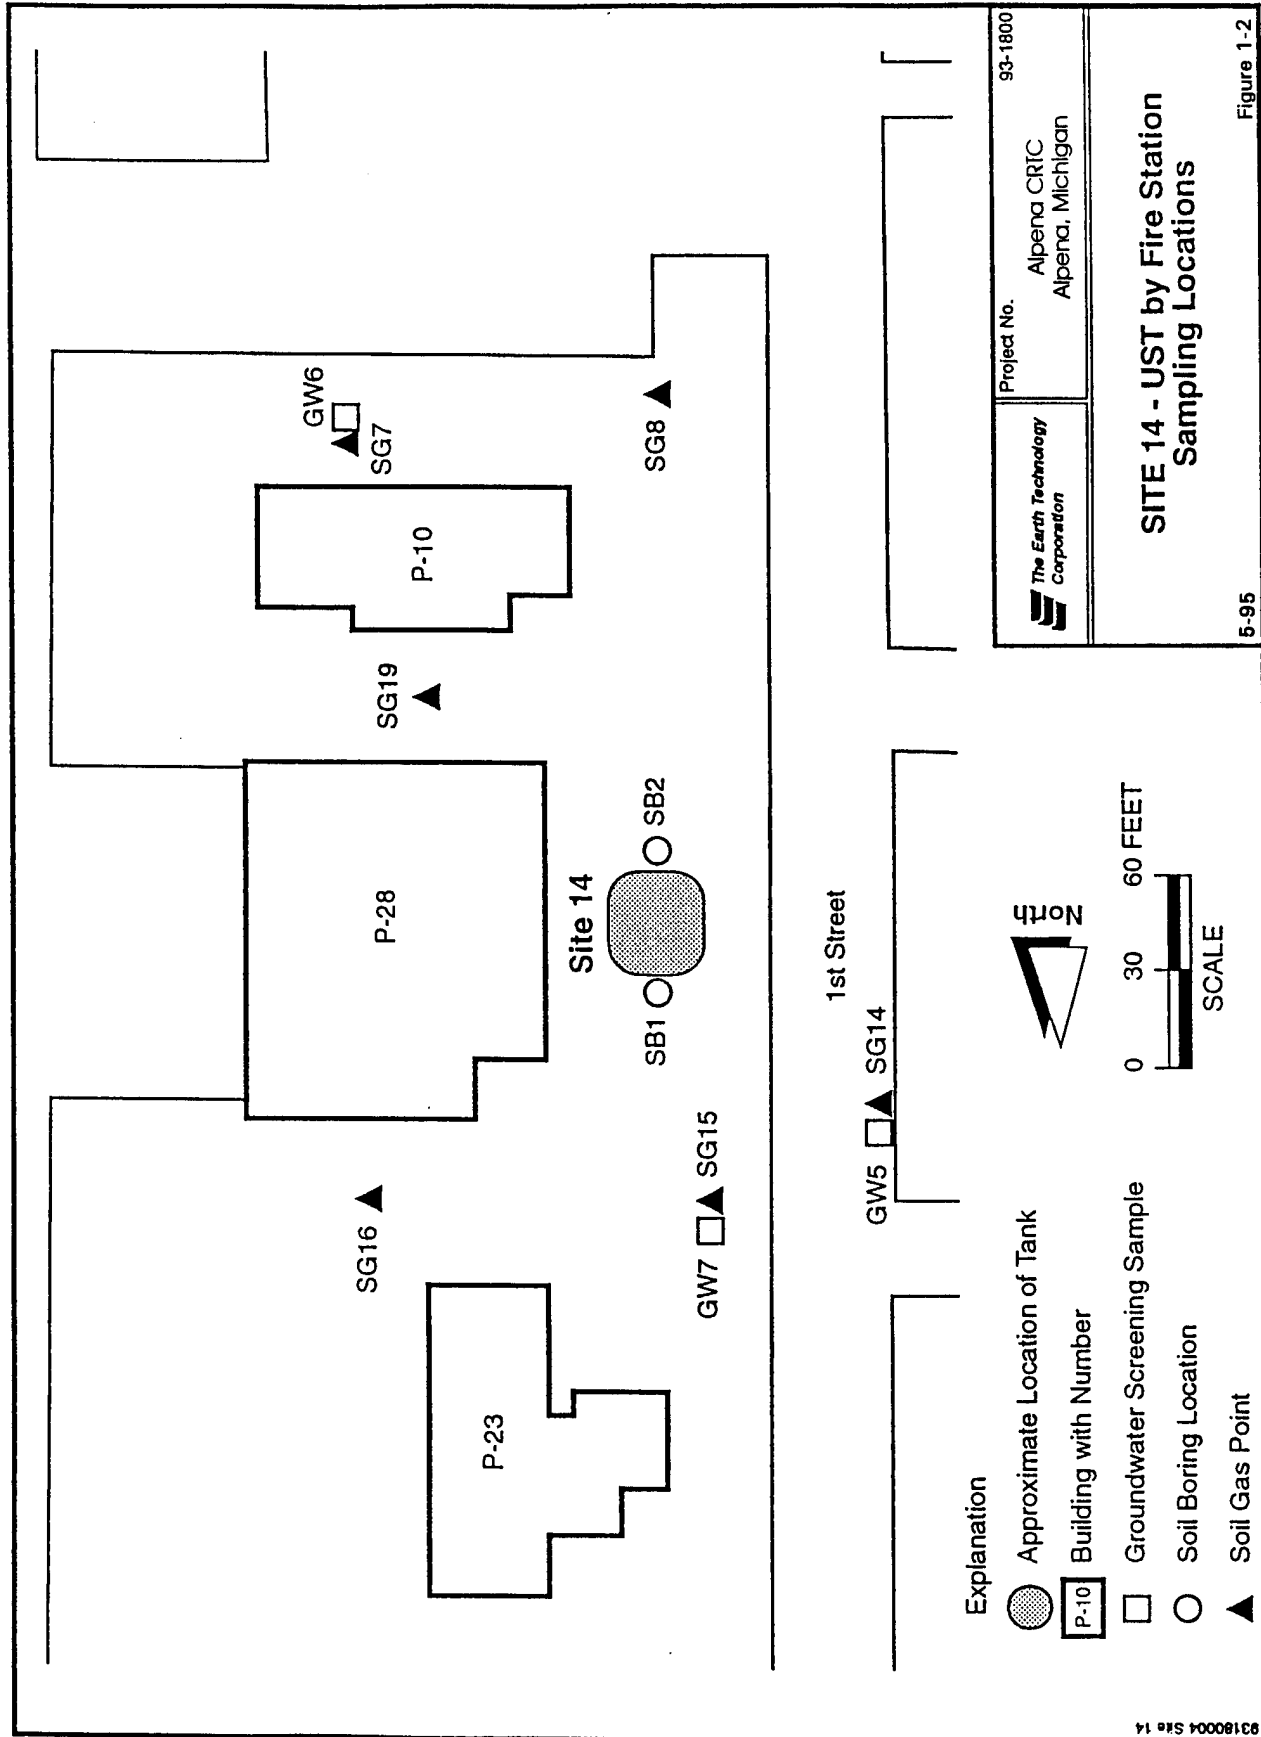 GW6
SG7
SG8
P-10
SG19
P-28
Site 14
SB1
SB2
SG16
GW7
SG15
P-23
1st Street
GW5
SG14
North
0
30
60 FEET
SCALE
Explanation
Approximate Location of Tank
P-10
Building with Number
Groundwater Screening Sample
Soil Boring Location
Soil Gas Point
The Earth Technology
Corporation
Project No.
93-1800
Alpena CRTC
Alpena, Michigan
SITE 14 - UST by Fire Station
Sampling Locations
5-95
Figure 1-2
93180004 Site 14